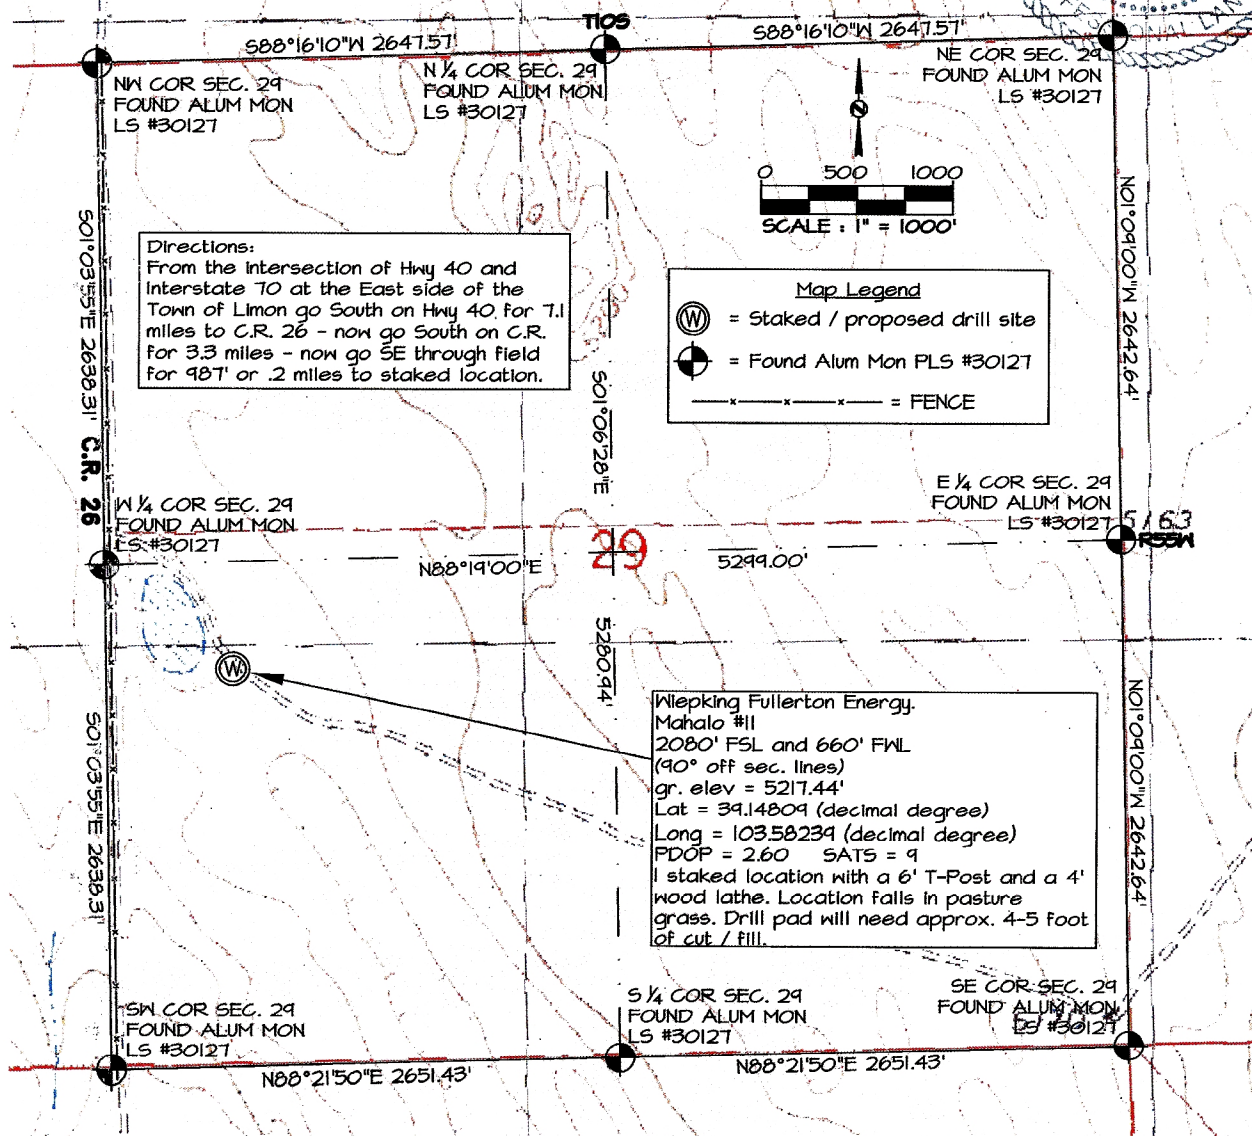 T10S
S88°16'10"W 2647.57'
S88°16'10"W 2647.57'
ONAL LAN
NW COR SEC. 29
FOUND ALUM MON
LS #30127
N 1/4 COR SEC. 29
FOUND ALUM MON
LS #30127
NE COR SEC. 29
FOUND ALUM MON
LS #30127
N
0 500 1000
SCALE : 1" = 1000'
S01°03'55"E 2638.31'
N01°09'00"W 2642.64'
Directions:
From the intersection of Hwy 40 and
Interstate 70 at the East side of the
Town of Limon go South on Hwy 40 for 7.1
miles to C.R. 26 - now go South on C.R.
for 3.3 miles - now go SE through field
for 987' or .2 miles to staked location.
Map Legend
W = Staked / proposed drill site
= Found Alum Mon PLS #30127
= FENCE
S01°06'28"E
C.R. 26
W 1/4 COR SEC. 29
FOUND ALUM MON
LS #30127
E 1/4 COR SEC. 29
FOUND ALUM MON
LS #30127
5163
R55W
29
N88°19'00"E
5299.00'
5280.94'
W
S01°03'55"E 2638.31'
N01°09'00"W 2642.64'
Wiepking Fullerton Energy.
Mahalo #11
2080' FSL and 660' FWL
(90° off sec. lines)
gr. elev = 5217.44'
Lat = 39.14809 (decimal degree)
Long = 103.58239 (decimal degree)
PDOP = 2.60 SATS = 9
I staked location with a 6' T-Post and a 4'
wood lathe. Location falls in pasture
grass. Drill pad will need approx. 4-5 foot
of cut / fill.
SW COR SEC. 29
FOUND ALUM MON
LS #30127
S 1/4 COR SEC. 29
FOUND ALUM MON
LS #30127
SE COR SEC. 29
FOUND ALUM MON
LS #30127
N88°21'50"E 2651.43'
N88°21'50"E 2651.43'